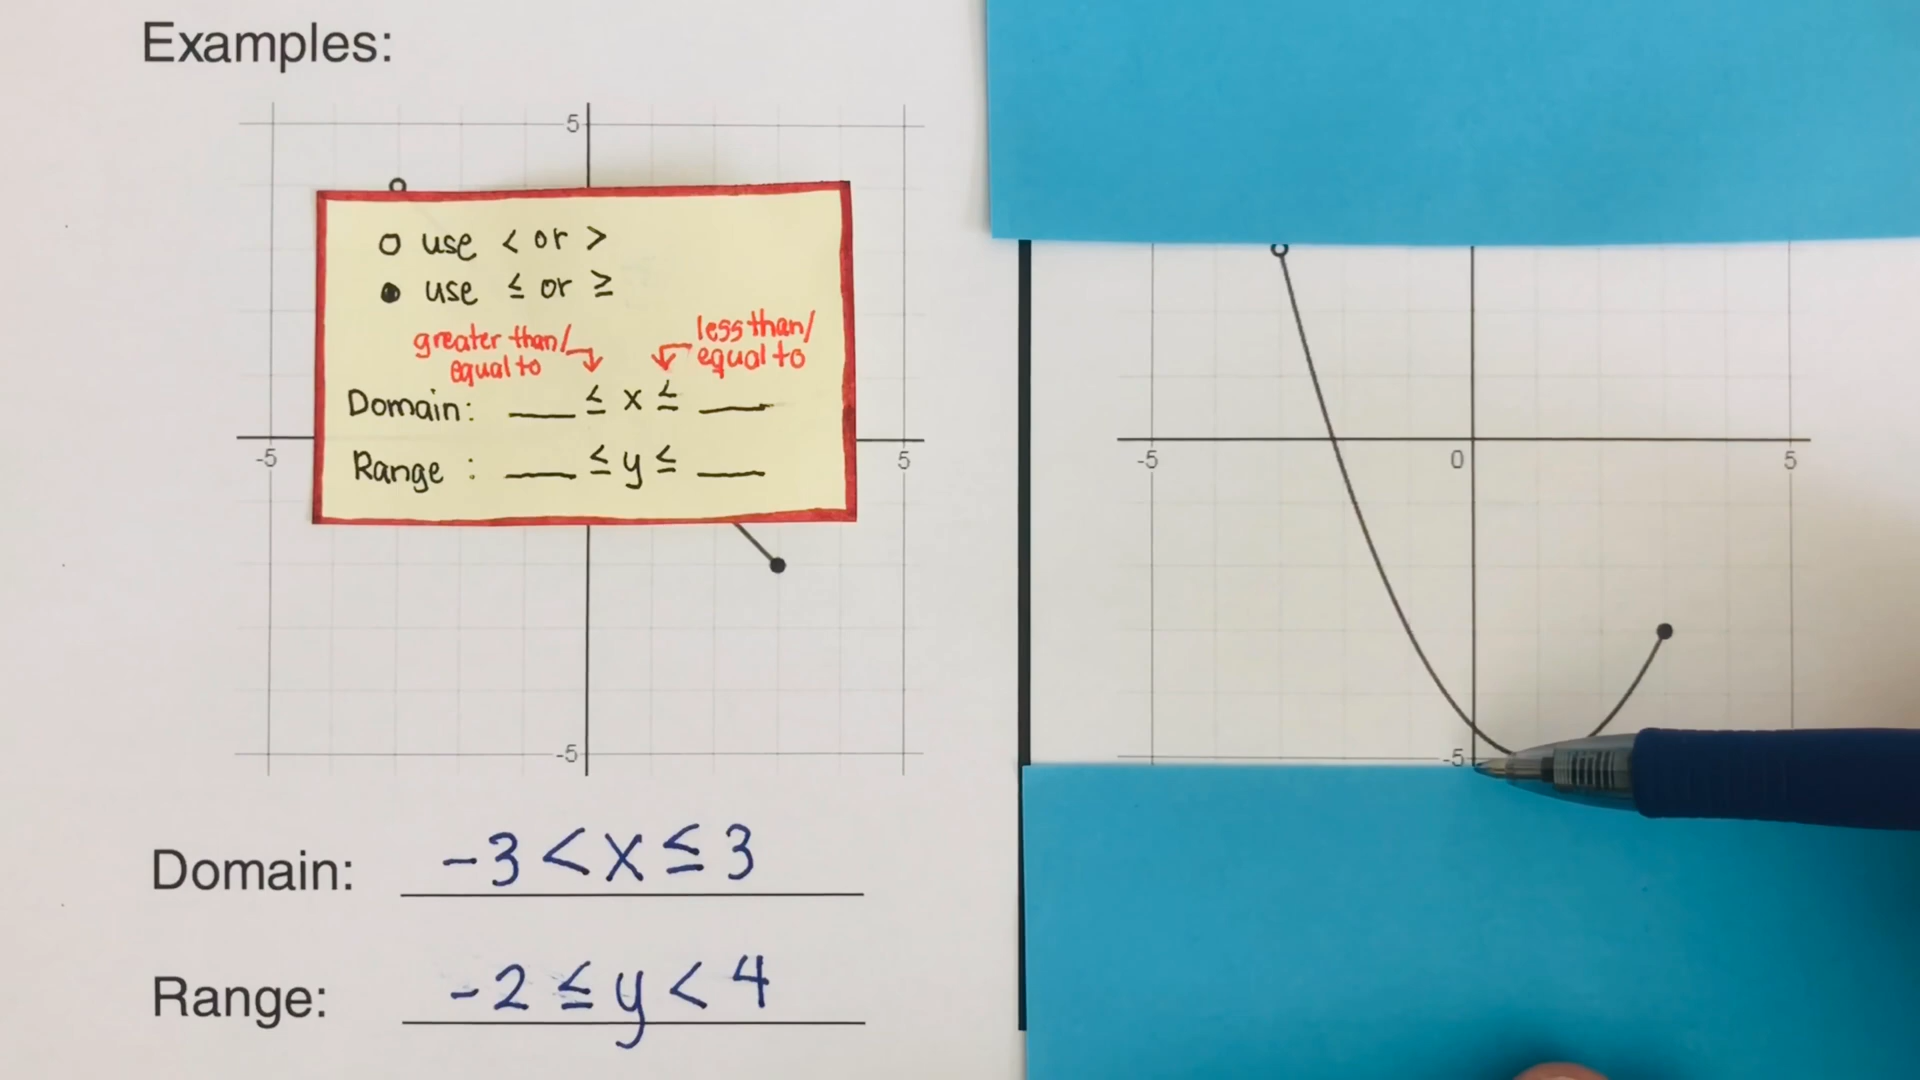 Examples:
5
○ use < or >
● use ≤ or ≥
greater than/
equal to
less than/
equal to
Domain: ___ ≤ x ≤ ___
Range : ___ ≤ y ≤ ___
-5
5
-5
Domain: -3 < x ≤ 3
Range: -2 ≤ y < 4
-5
0
5
-5